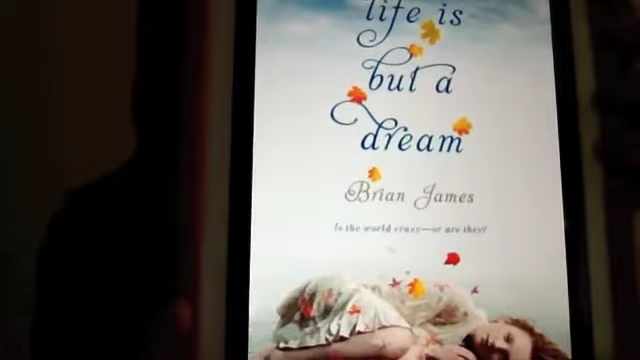 life is
but a
dream
Brian James
Is the world crazy—or are they?